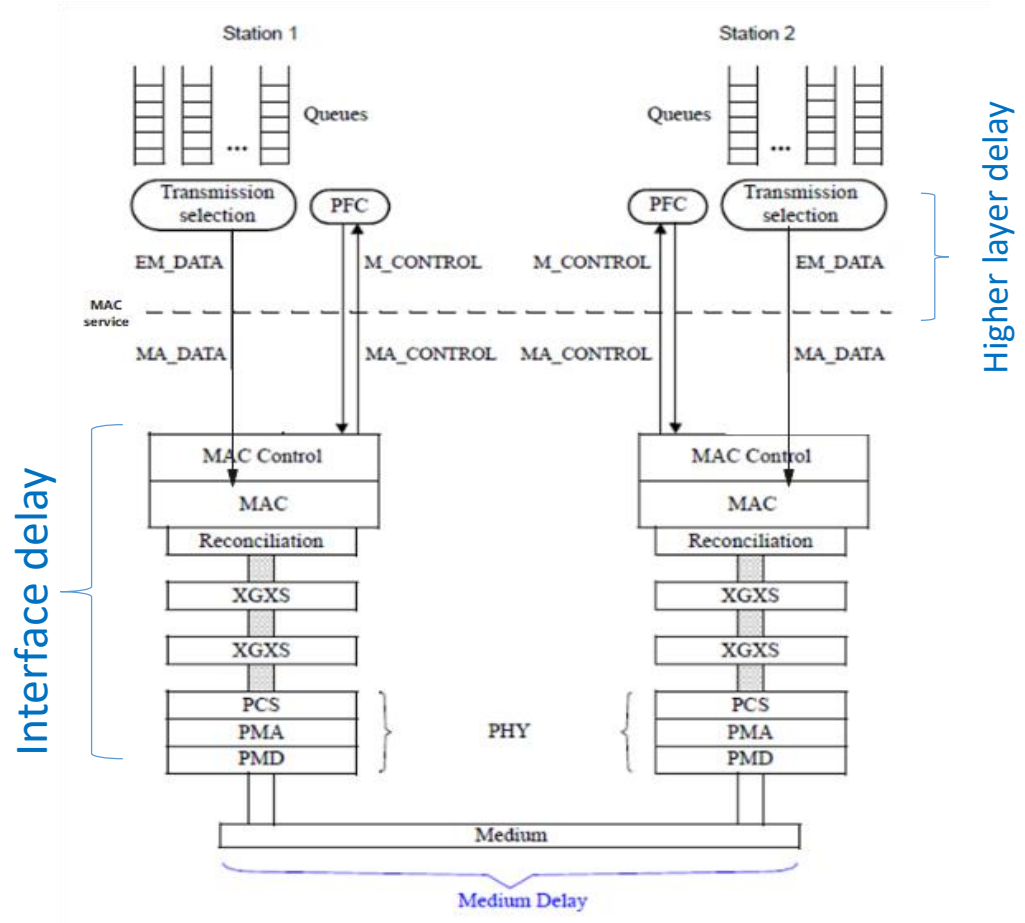 Station 1
Station 2
Queues
Queues
...
...
Transmission
selection
PFC
PFC
Transmission
selection
Higher layer delay
EM_DATA
M_CONTROL
M_CONTROL
EM_DATA
MAC
service
MA_DATA
MA_CONTROL
MA_CONTROL
MA_DATA
Interface delay
MAC Control
MAC Control
MAC
MAC
Reconciliation
Reconciliation
XGXS
XGXS
XGXS
XGXS
PCS
PCS
PMA
PHY
PMA
PMD
PMD
Medium
Medium Delay